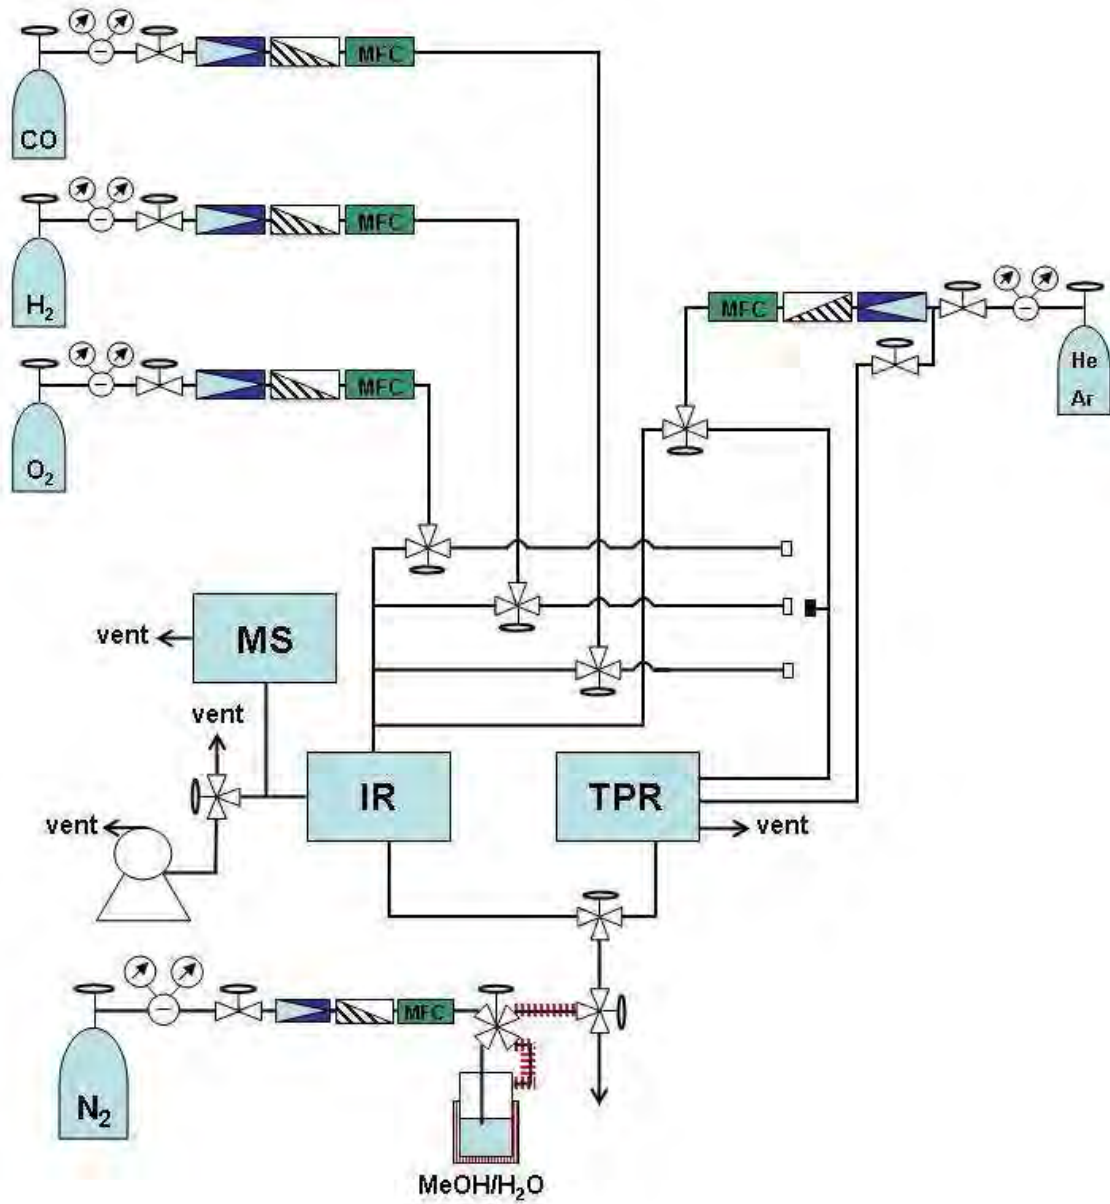 MFC
CO
MFC
H2
MFC
He
Ar
MFC
O2
vent
MS
vent
IR
TPR
vent
vent
MFC
N2
MeOH/H2O